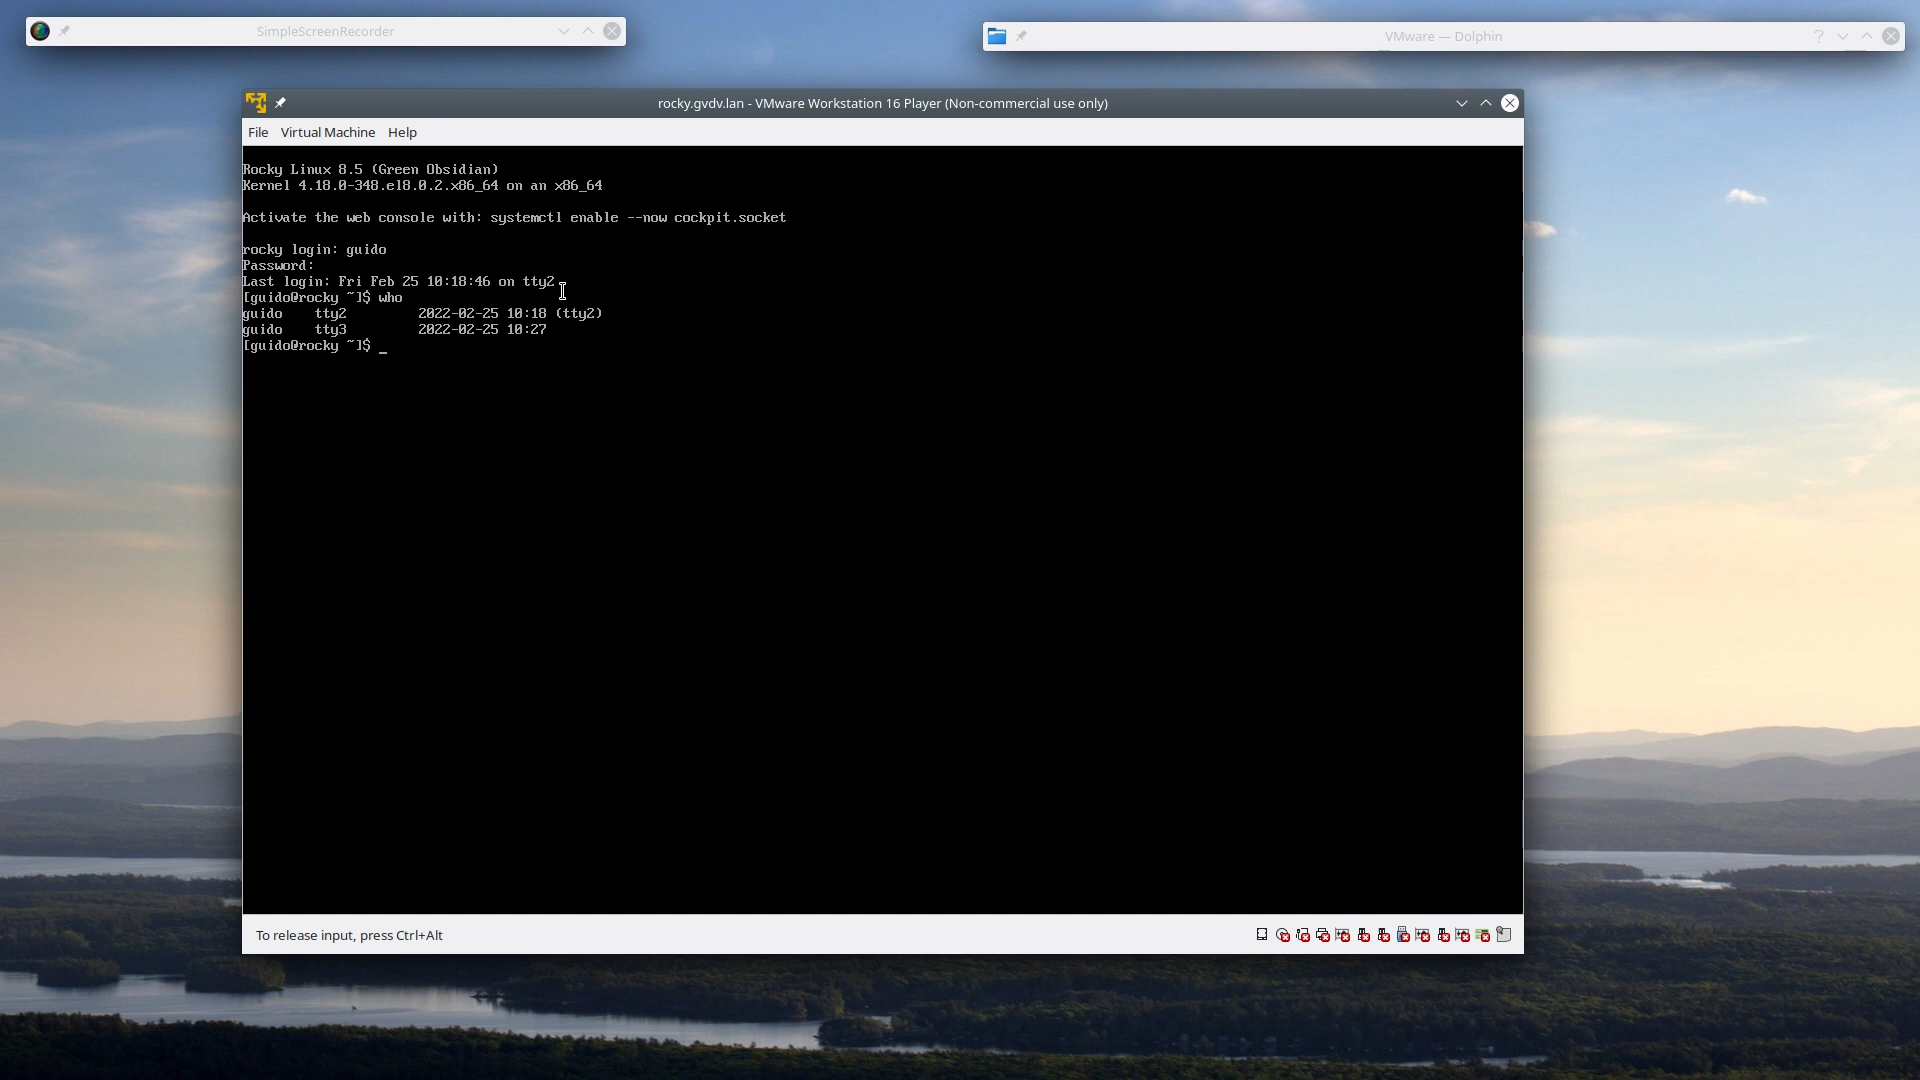 SimpleScreenRecorder
VMware — Dolphin
?
rocky.gvdv.lan - VMware Workstation 16 Player (Non-commercial use only)
File Virtual Machine Help
Rocky Linux 8.5 (Green Obsidian)
Kernel 4.18.0-348.el8.0.2.x86_64 on an x86_64
Activate the web console with: systemctl enable --now cockpit.socket
rocky login: guido
Password:
Last login: Fri Feb 25 10:18:46 on tty2
[guido@rocky ~]$ who
guido    tty2         2022-02-25 10:18 (tty2)
guido    tty3         2022-02-25 10:27
[guido@rocky ~]$ _
To release input, press Ctrl+Alt